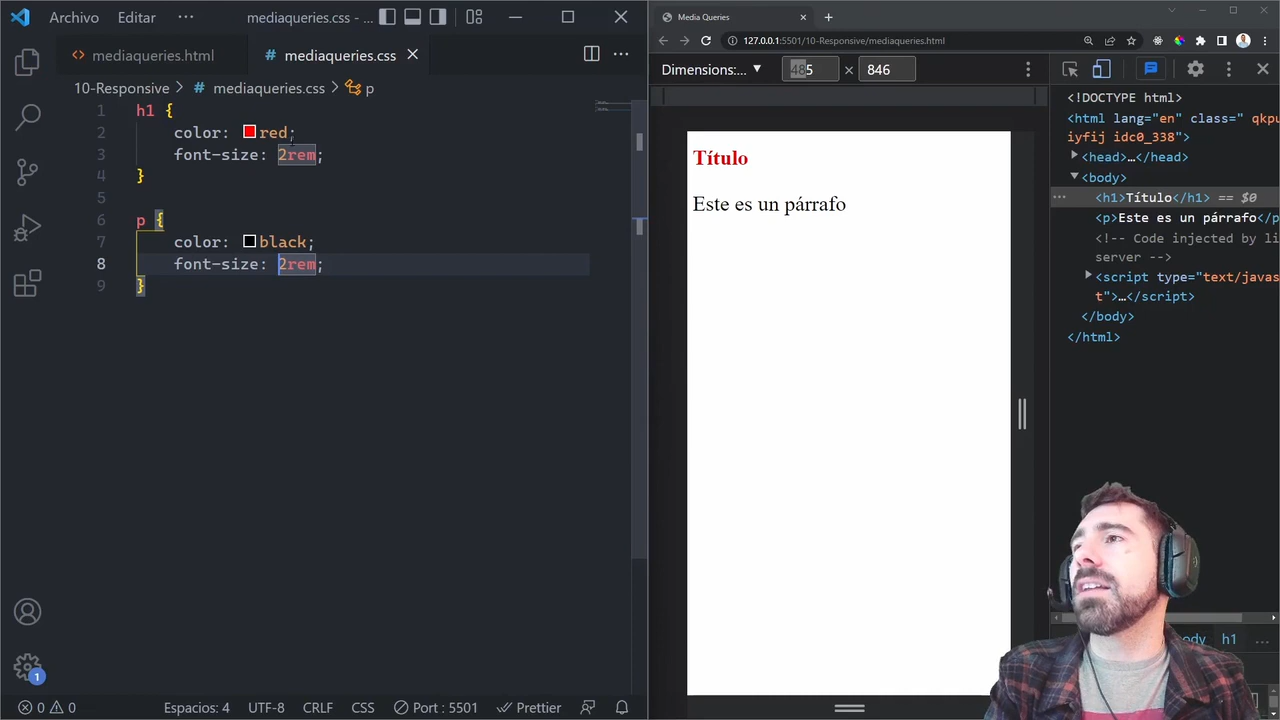 Archivo Editar ··· mediaqueries.css - ...
mediaqueries.html mediaqueries.css
10-Responsive > mediaqueries.css > p
1 h1 {
2 color: red;
3 font-size: 2rem;
4 }
5
6 p {
7 color: black;
8 font-size: 2rem;
9 }
1
0 0 Espacios: 4 UTF-8 CRLF CSS Port : 5501 Prettier
Media Queries
127.0.0.1:5501/10-Responsive/mediaqueries.html
Dimensions:... 485 × 846
Título
Este es un párrafo
<!DOCTYPE html>
<html lang="en" class=" qkpu
iyfij idc0_338">
<head>…</head>
<body>
··· <h1>Título</h1> == $0
<p>Este es un párrafo</p
<!-- Code injected by li
server -->
<script type="text/javas
t">…</script>
</body>
</html>
ody h1 ...